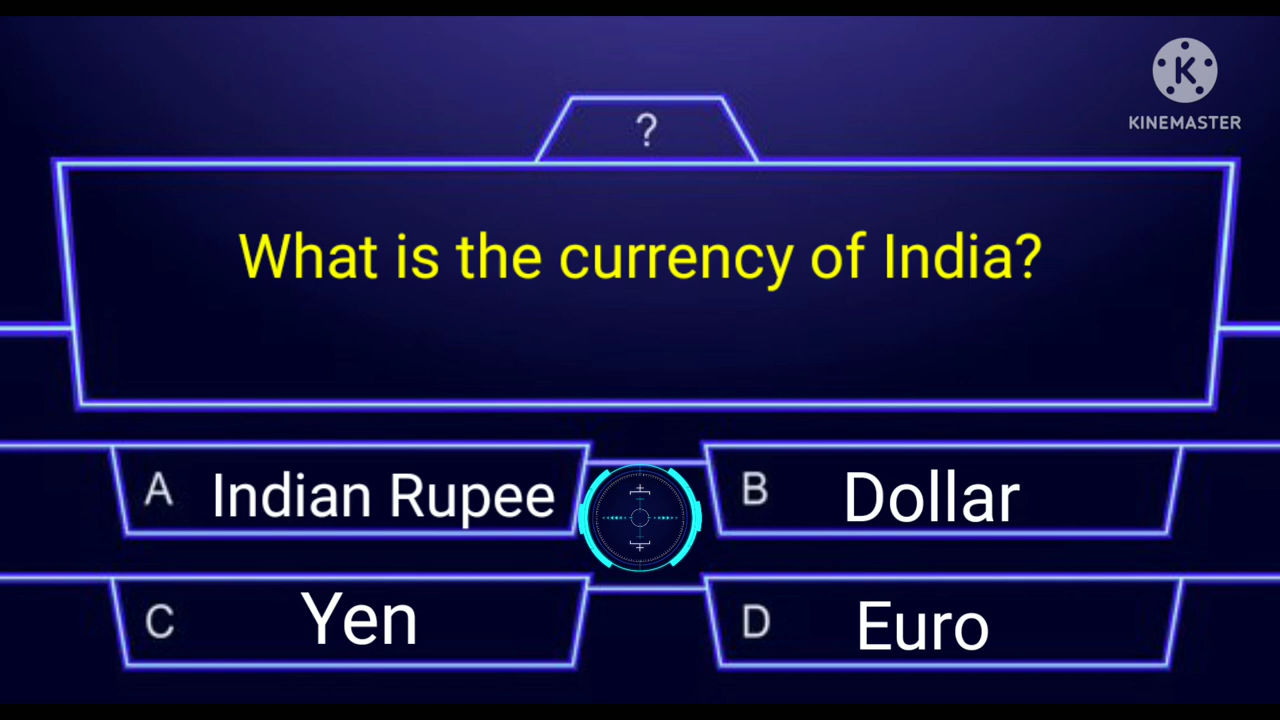 KINEMASTER
?
What is the currency of India?
A Indian Rupee
B Dollar
C Yen
D Euro